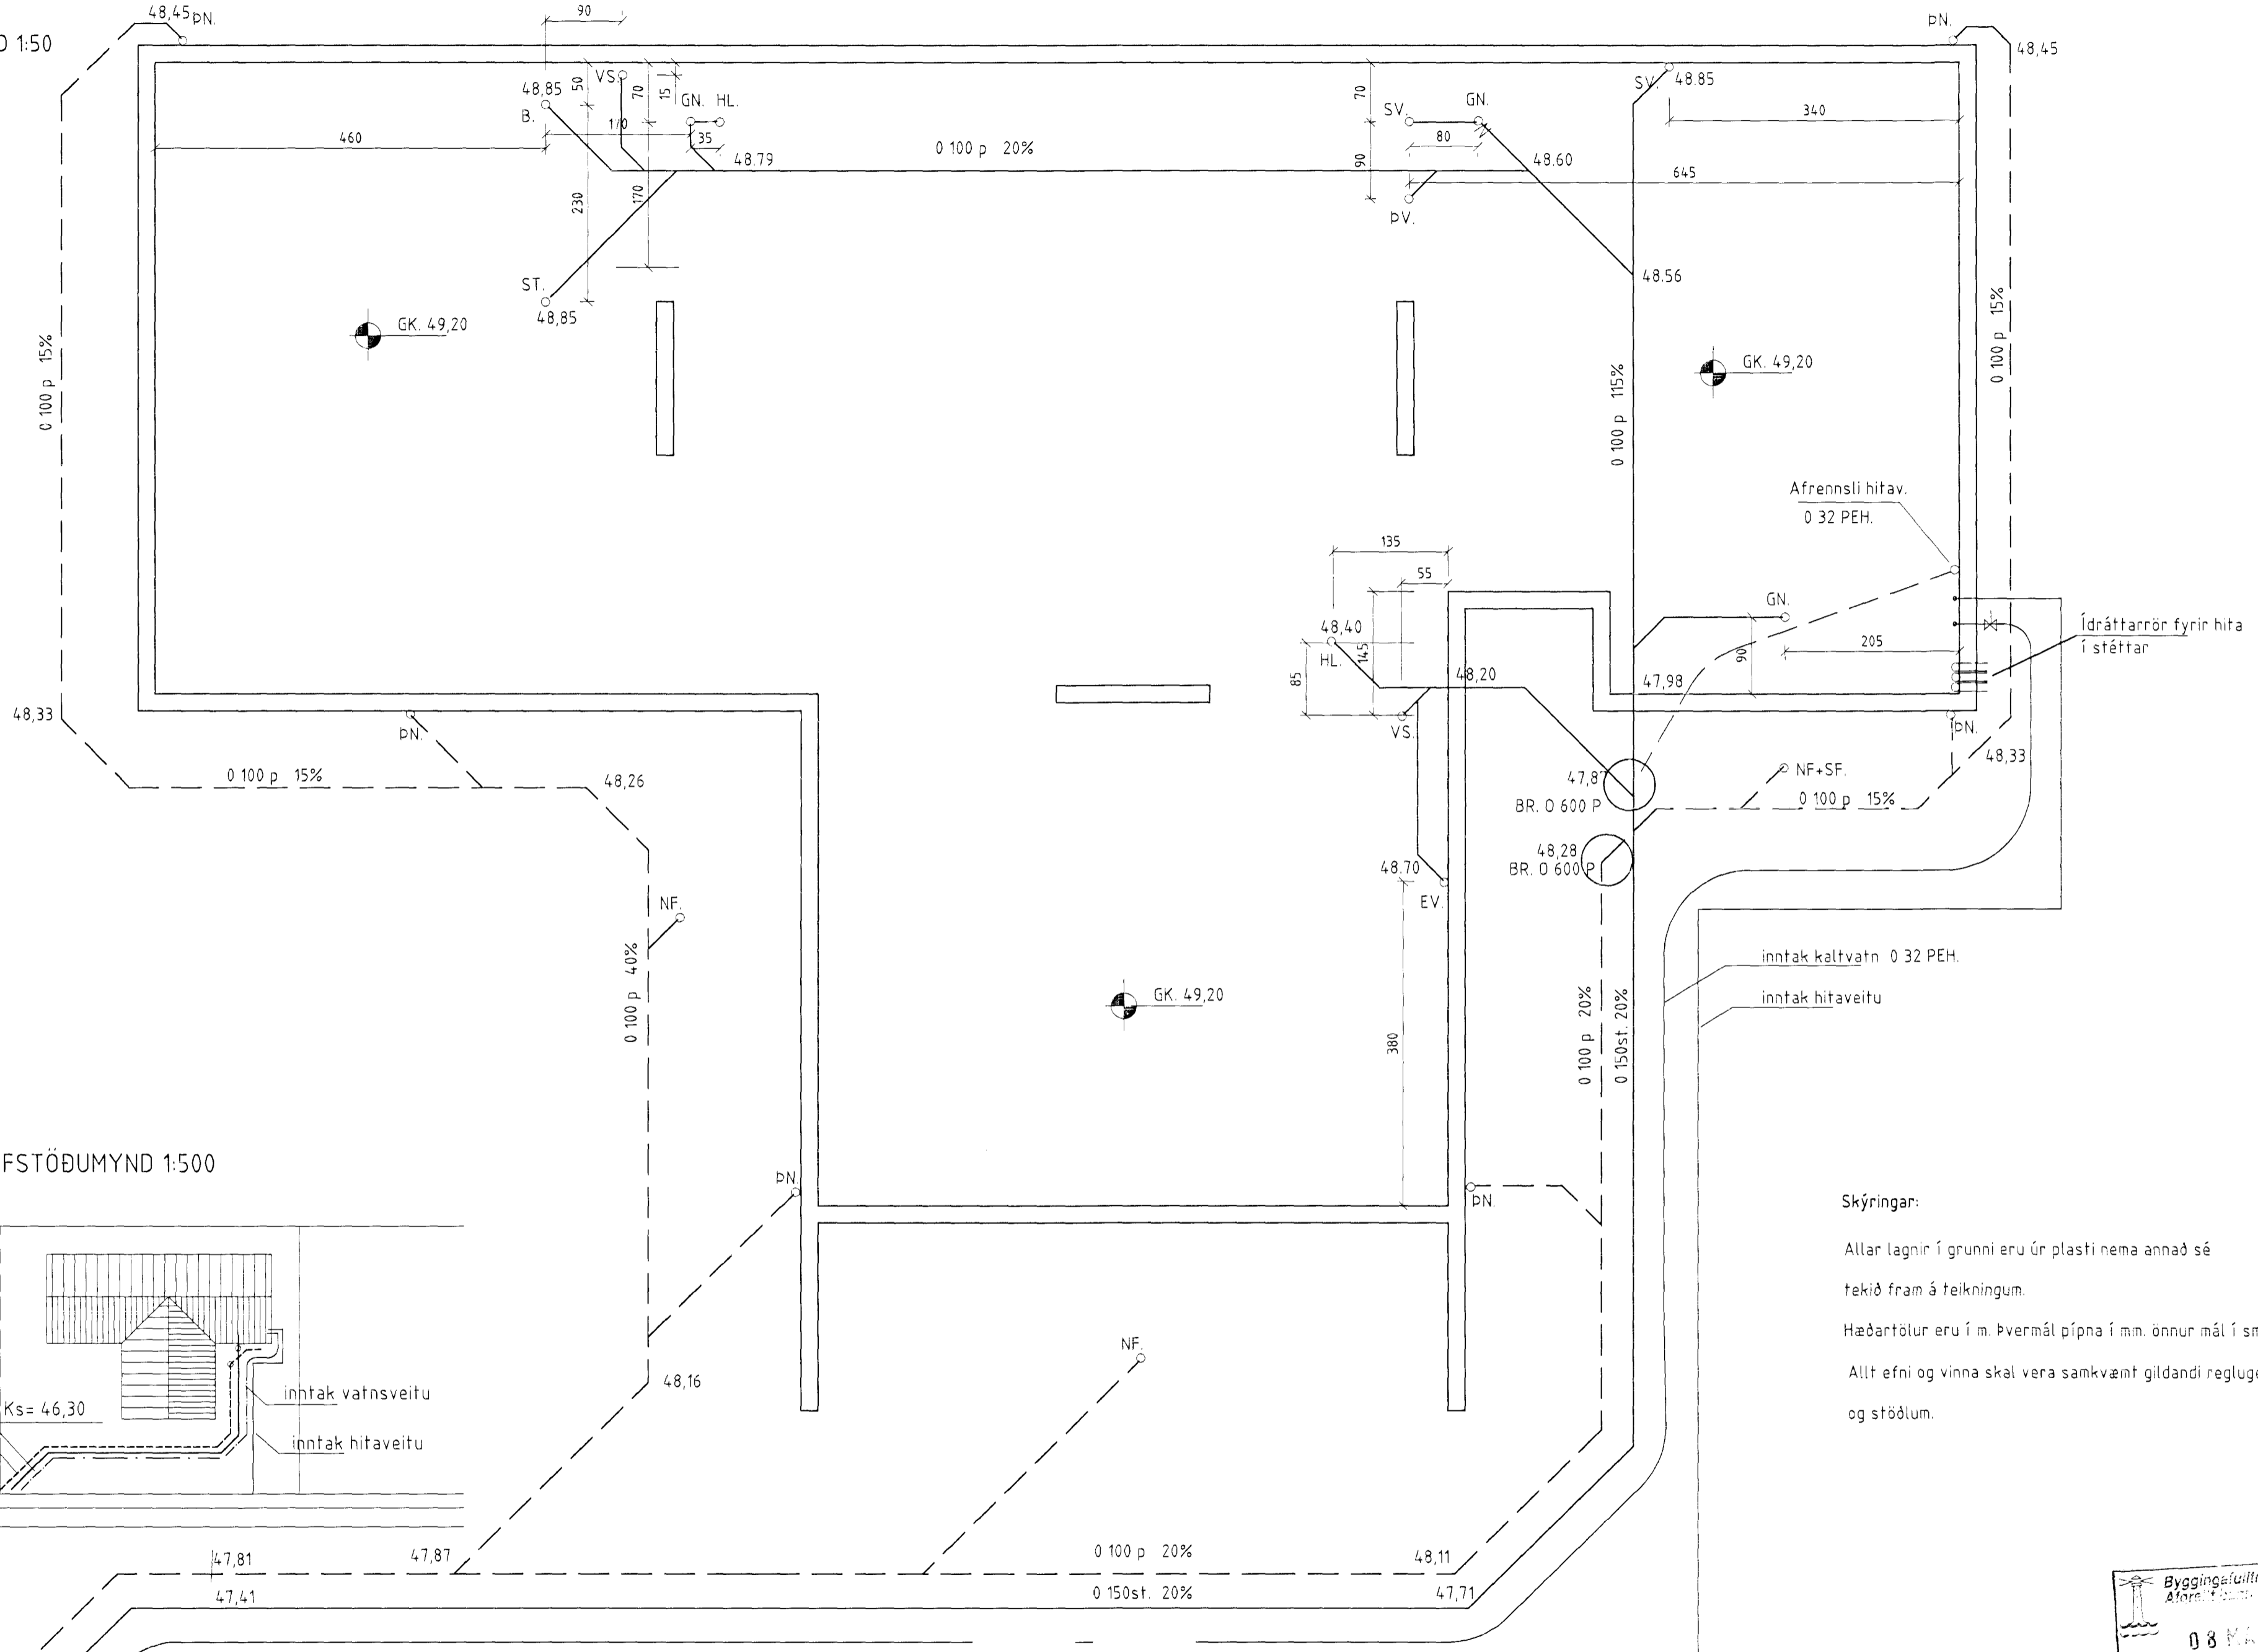 1:50
48,45 ÞN.
90
ÞN.
48,45
50
VS.
70
15
48,85
B.
GN. HL.
460
35
48.79
0 100 p 20%
230
170
ST.
48,85
70
SV.
GN.
80
90
48.60
645
ÞV.
SV.
48.85
340
48.56
GK. 49,20
GK. 49,20
0 100 p 15%
0 100 p 115%
0 100 p 15%
Afrennsli hitav.
0 32 PEH.
135
55
48,40
HL.
145
85
48,20
VS.
GN.
90
205
47,98
Ídráttarrör fyrir hita
í stéttar
48,33
ÞN.
0 100 p 15%
48,26
BR. O 600 P
48,28
BR. O 600 P
NF+SF.
0 100 p 15%
ÞN.
48,33
48.70
EV.
NF.
0 100 p 40%
GK. 49,20
380
0 100 p 20%
0 150st. 20%
inntak kaltvatn 0 32 PEH.
inntak hitaveitu
FSTÖÐUMYND 1:500
ÞN.
ÞN.
Ks= 46,30
inntak vatnsveitu
inntak hitaveitu
48,16
NF.
Skýringar:
Allar lagnir í grunni eru úr plasti nema annað sé
tekið fram á teikningum.
Hæðartölur eru í m. Þvermál pípna í mm. önnur mál í
Allt efni og vinna skal vera samkvæmt gildandi
og stöðlum.
47,81
47,87
0 100 p 20%
48,11
47,41
0 150st. 20%
47,71
08